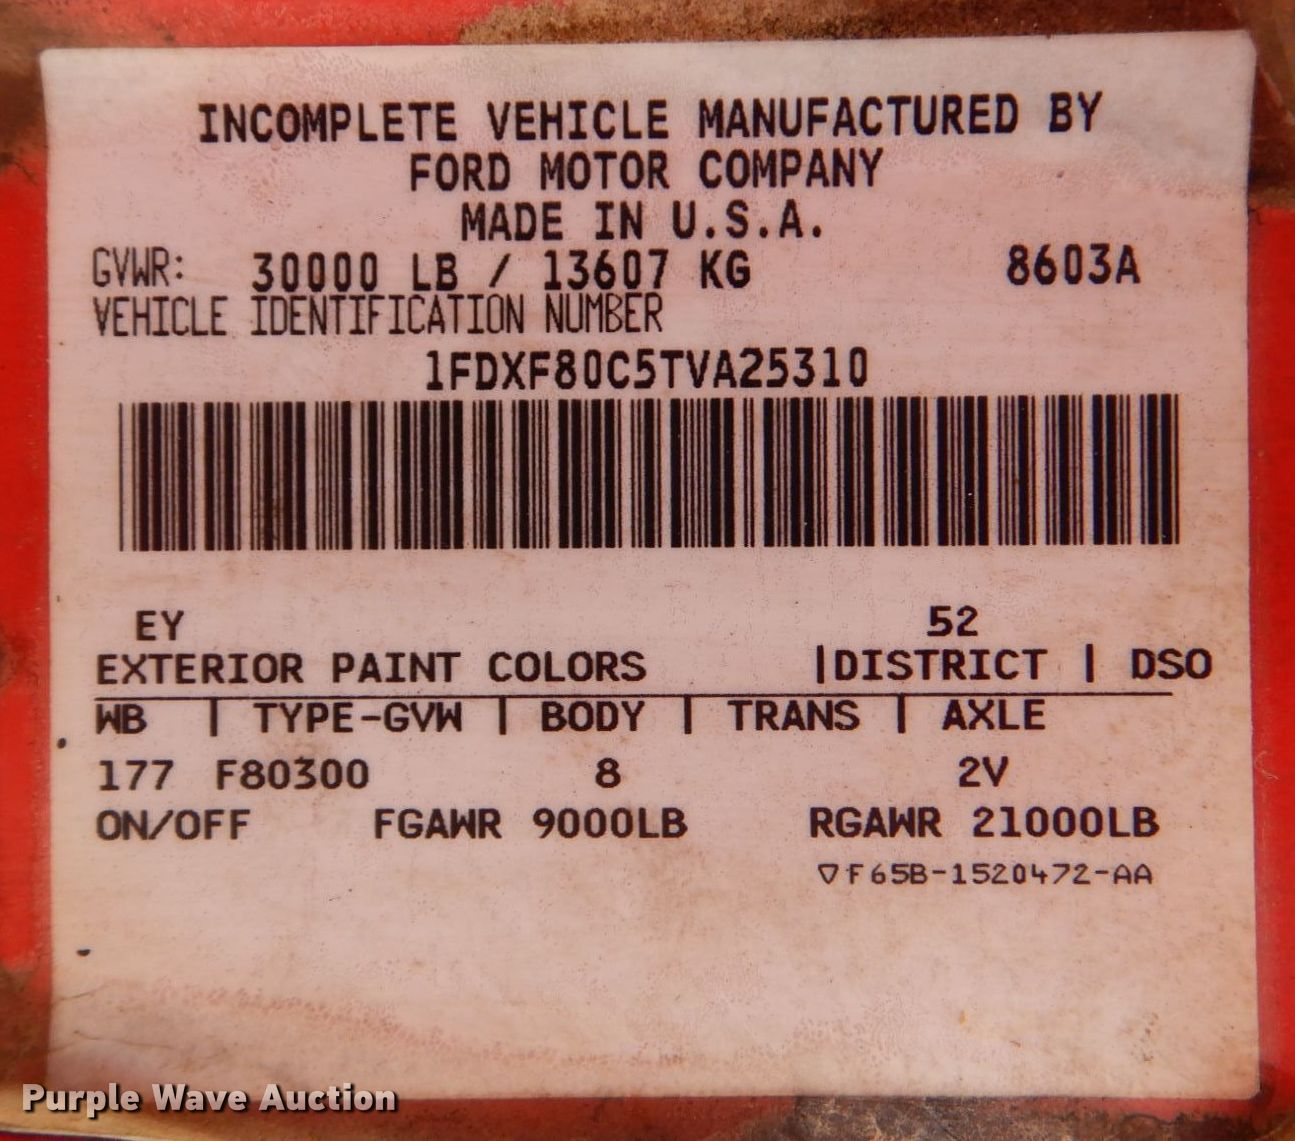 INCOMPLETE VEHICLE MANUFACTURED BY
FORD MOTOR COMPANY
MADE IN U.S.A.
GVWR: 30000 LB / 13607 KG 8603A
VEHICLE IDENTIFICATION NUMBER
1FDXF80C5TVA25310
EY 52
EXTERIOR PAINT COLORS |DISTRICT | DSO
WB | TYPE-GVW | BODY | TRANS | AXLE
177 F80300 8 2V
ON/OFF FGAWR 9000LB RGAWR 21000LB
▽F65B-1520472-AA
Purple Wave Auction